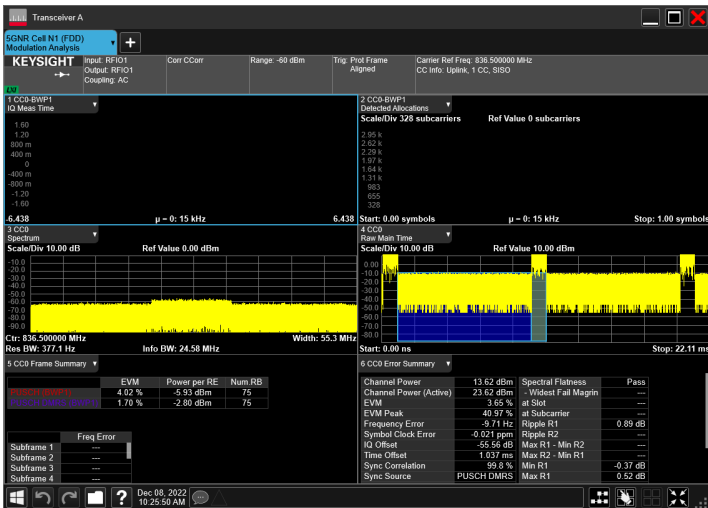 Transceiver A
5GNR Cell N1 (FDD)
Modulation Analysis
KEYSIGHT
Input: RFIO1
Output: RFIO1
Coupling: AC
Corr CCorr
Range: -60 dBm
Trig: Prot Frame
Aligned
Carrier Ref Freq: 836.500000 MHz
CC Info: Uplink, 1 CC, SISO
1 CC0-BWP1
IQ Meas Time
1.60
1.20
800 m
400 m
0
-400 m
-800 m
-1.20
-1.60
-6.438
µ = 0: 15 kHz
6.438
2 CC0-BWP1
Detected Allocations
Scale/Div 328 subcarriers
Ref Value 0 subcarriers
2.95 k
2.62 k
2.29 k
1.97 k
1.64 k
1.31 k
983
655
328
Start: 0.00 symbols
µ = 0: 15 kHz
Stop: 1.00 symbols
3 CC0
Spectrum
Scale/Div 10.00 dB
Ref Value 0.00 dBm
-10.0
-20.0
-30.0
-40.0
-50.0
-60.0
-70.0
-80.0
-90.0
Ctr: 836.500000 MHz
Width: 55.3 MHz
Res BW: 377.1 Hz
Info BW: 24.58 MHz
4 CC0
Raw Main Time
Scale/Div 10.00 dB
Ref Value 10.00 dBm
0.00
-10.0
-20.0
-30.0
-40.0
-50.0
-60.0
-70.0
-80.0
Start: 0.00 ns
Stop: 22.11 ms
5 CC0 Frame Summary
EVM Power per RE Num.RB
4.02 % -5.93 dBm 75
1.70 % -2.80 dBm 75
Freq Error
Subframe 1 ---
Subframe 2 ---
Subframe 3 ---
Subframe 4 ---
6 CC0 Error Summary
Channel Power 13.62 dBm Spectral Flatness Pass
Channel Power (Active) 23.62 dBm - Widest Fail Magrin ---
EVM 3.65 % at Slot ---
EVM Peak 40.97 % at Subcarrier ---
Frequency Error -9.71 Hz Ripple R1 0.89 dB
Symbol Clock Error -0.021 ppm Ripple R2 ---
IQ Offset -55.56 dB Max R1 - Min R2 ---
Time Offset 1.037 ms Max R2 - Min R1 ---
Sync Correlation 99.8 % Min R1 -0.37 dB
Sync Source PUSCH DMRS Max R1 0.52 dB
Dec 08, 2022
10:25:50 AM